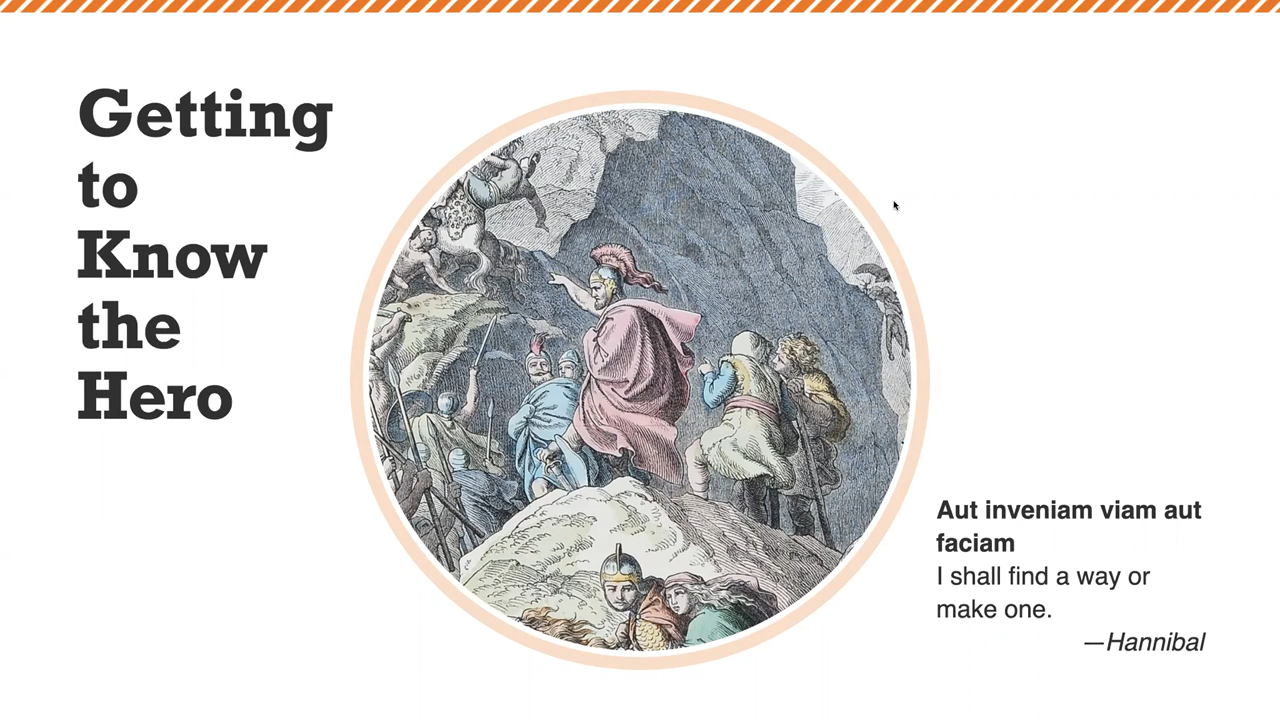 Getting
to
Know
the
Hero
Aut inveniam viam aut
faciam
I shall find a way or
make one.
—Hannibal